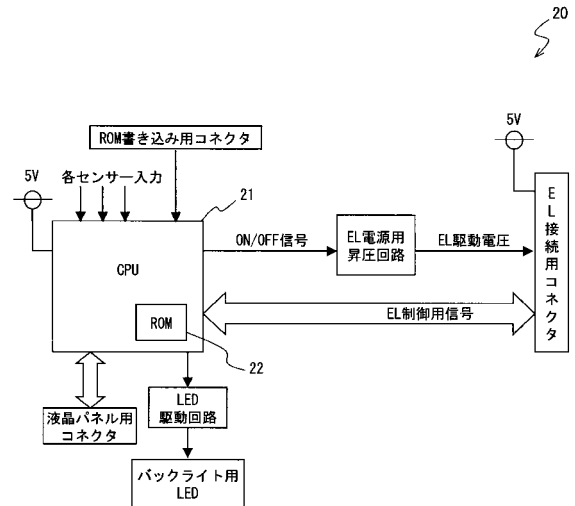 20
5V
ROM書き込み用コネクタ
5V
各センサー入力
21
CPU
ON/OFF信号
EL電源用
昇圧回路
EL駆動電圧
EL接続用コネクタ
ROM
EL制御用信号
22
液晶パネル用
コネクタ
LED
駆動回路
バックライト用
LED